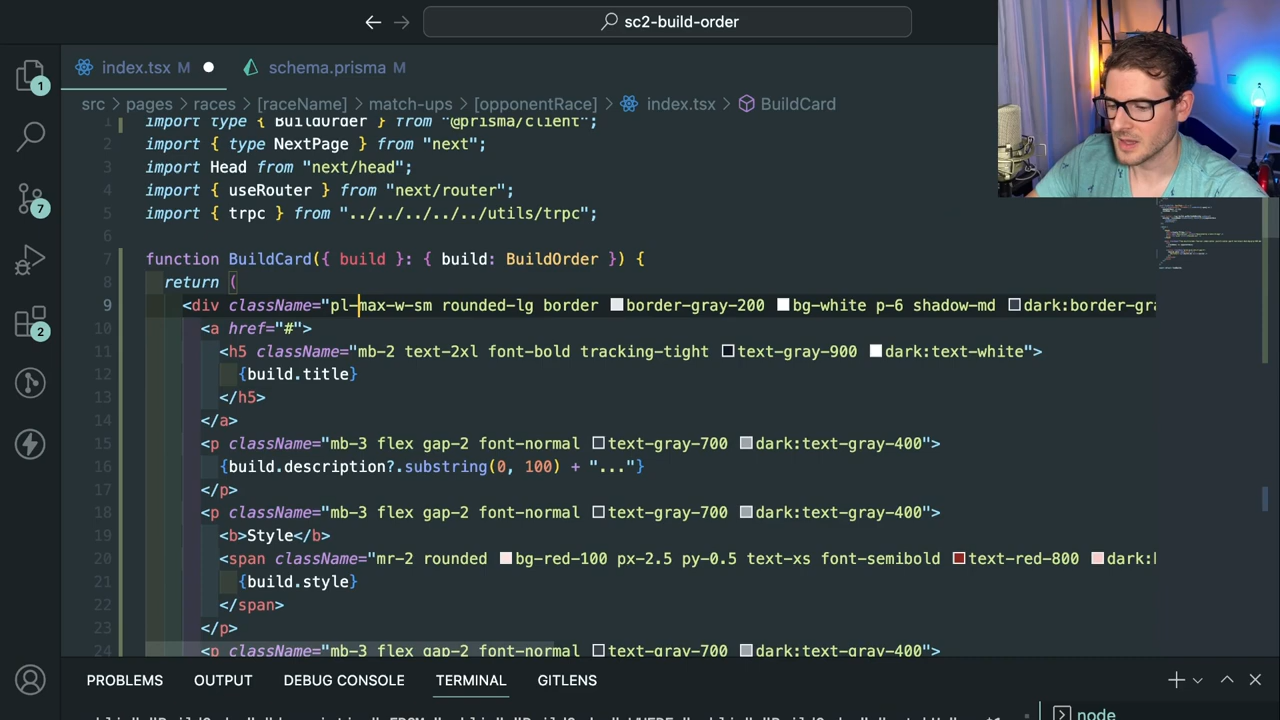 sc2-build-order
index.tsx M
schema.prisma M
src > pages > races > [raceName] > match-ups > [opponentRace] > index.tsx > BuildCard
1 import type { BuildOrder } from "@prisma/client";
2 import { type NextPage } from "next";
3 import Head from "next/head";
4 import { useRouter } from "next/router";
5 import { trpc } from "../../../../../utils/trpc";
6
7 function BuildCard({ build }: { build: BuildOrder }) {
8 return (
9 <div className="pl-max-w-sm rounded-lg border border-gray-200 bg-white p-6 shadow-md dark:border-gra
10 <a href="#">
11 <h5 className="mb-2 text-2xl font-bold tracking-tight text-gray-900 dark:text-white">
12 {build.title}
13 </h5>
14 </a>
15 <p className="mb-3 flex gap-2 font-normal text-gray-700 dark:text-gray-400">
16 {build.description?.substring(0, 100) + "..."}
17 </p>
18 <p className="mb-3 flex gap-2 font-normal text-gray-700 dark:text-gray-400">
19 <b>Style</b>
20 <span className="mr-2 rounded bg-red-100 px-2.5 py-0.5 text-xs font-semibold text-red-800 dark:b
21 {build.style}
22 </span>
23 </p>
24 <p className="mb-3 flex gap-2 font-normal text-gray-700 dark:text-gray-400">
1
7
2
PROBLEMS OUTPUT DEBUG CONSOLE TERMINAL GITLENS
node